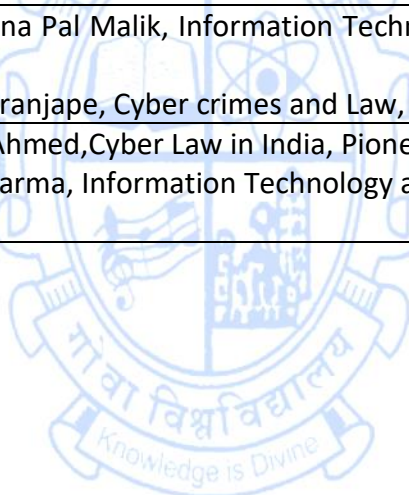 na Pal Malik, Information Techn
ranjape, Cyber crimes and Law,
Ahmed,Cyber Law in India, Pione
arma, Information Technology a
गोवा विश्वविद्यालय
Knowledge is Divine